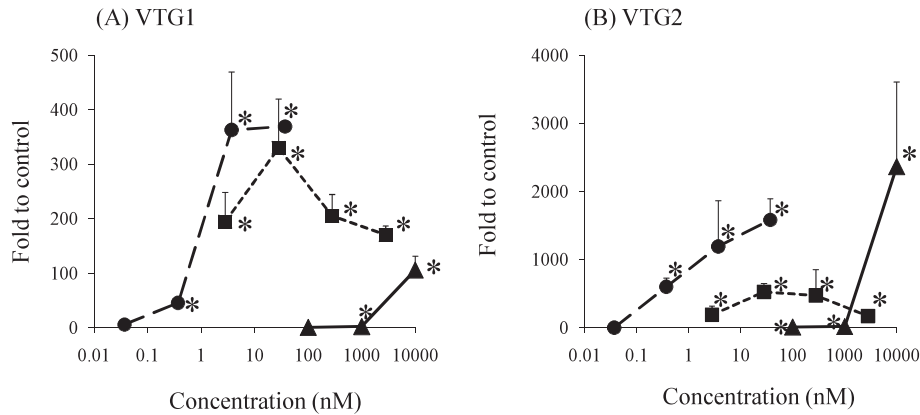 (A) VTG1
(B) VTG2
Fold to control
500
400
300
200
100
0
0.01 0.1 1 10 100 1000 10000
Concentration (nM)
* * * * * * * * *
Fold to control
4000
3000
2000
1000
0
0.01 0.1 1 10 100 1000 10000
Concentration (nM)
* * * * * * * * * *